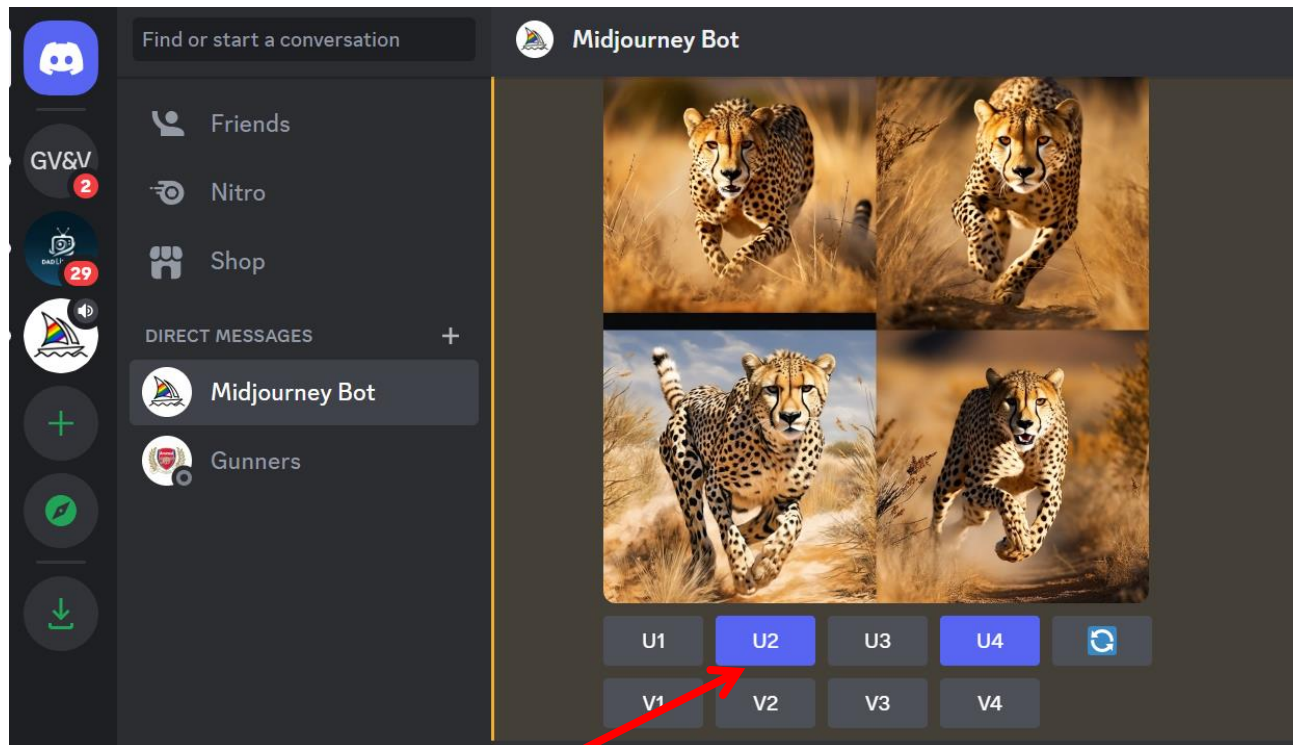 Find or start a conversation
Midjourney Bot
Friends
GV&V
2
Nitro
Shop
29
DIRECT MESSAGES +
Midjourney Bot
Gunners
U1 U2 U3 U4
V1 V2 V3 V4